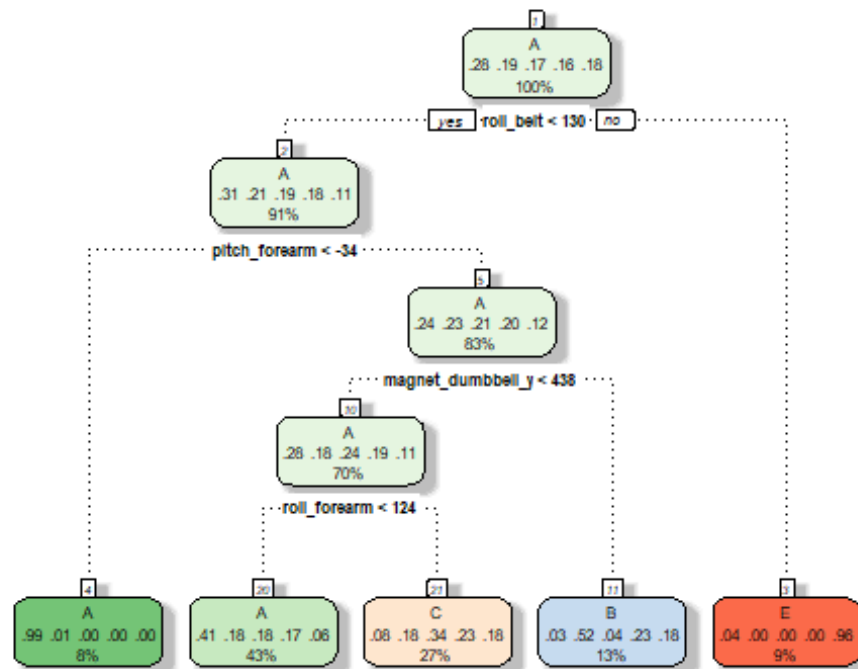 1
A
.28 .19 .17 .16 .18
100%
yes roll_belt < 130 no
2
A
.31 .21 .19 .18 .11
91%
pitch_forearm < -34
5
A
.24 .23 .21 .20 .12
83%
magnet_dumbbell_y < 438
10
A
.28 .18 .24 .19 .11
70%
roll_forearm < 124
4
A
.99 .01 .00 .00 .00
8%
20
A
.41 .18 .18 .17 .06
43%
21
C
.08 .18 .34 .23 .18
27%
11
B
.03 .52 .04 .23 .18
13%
3
E
.04 .00 .00 .00 .96
9%